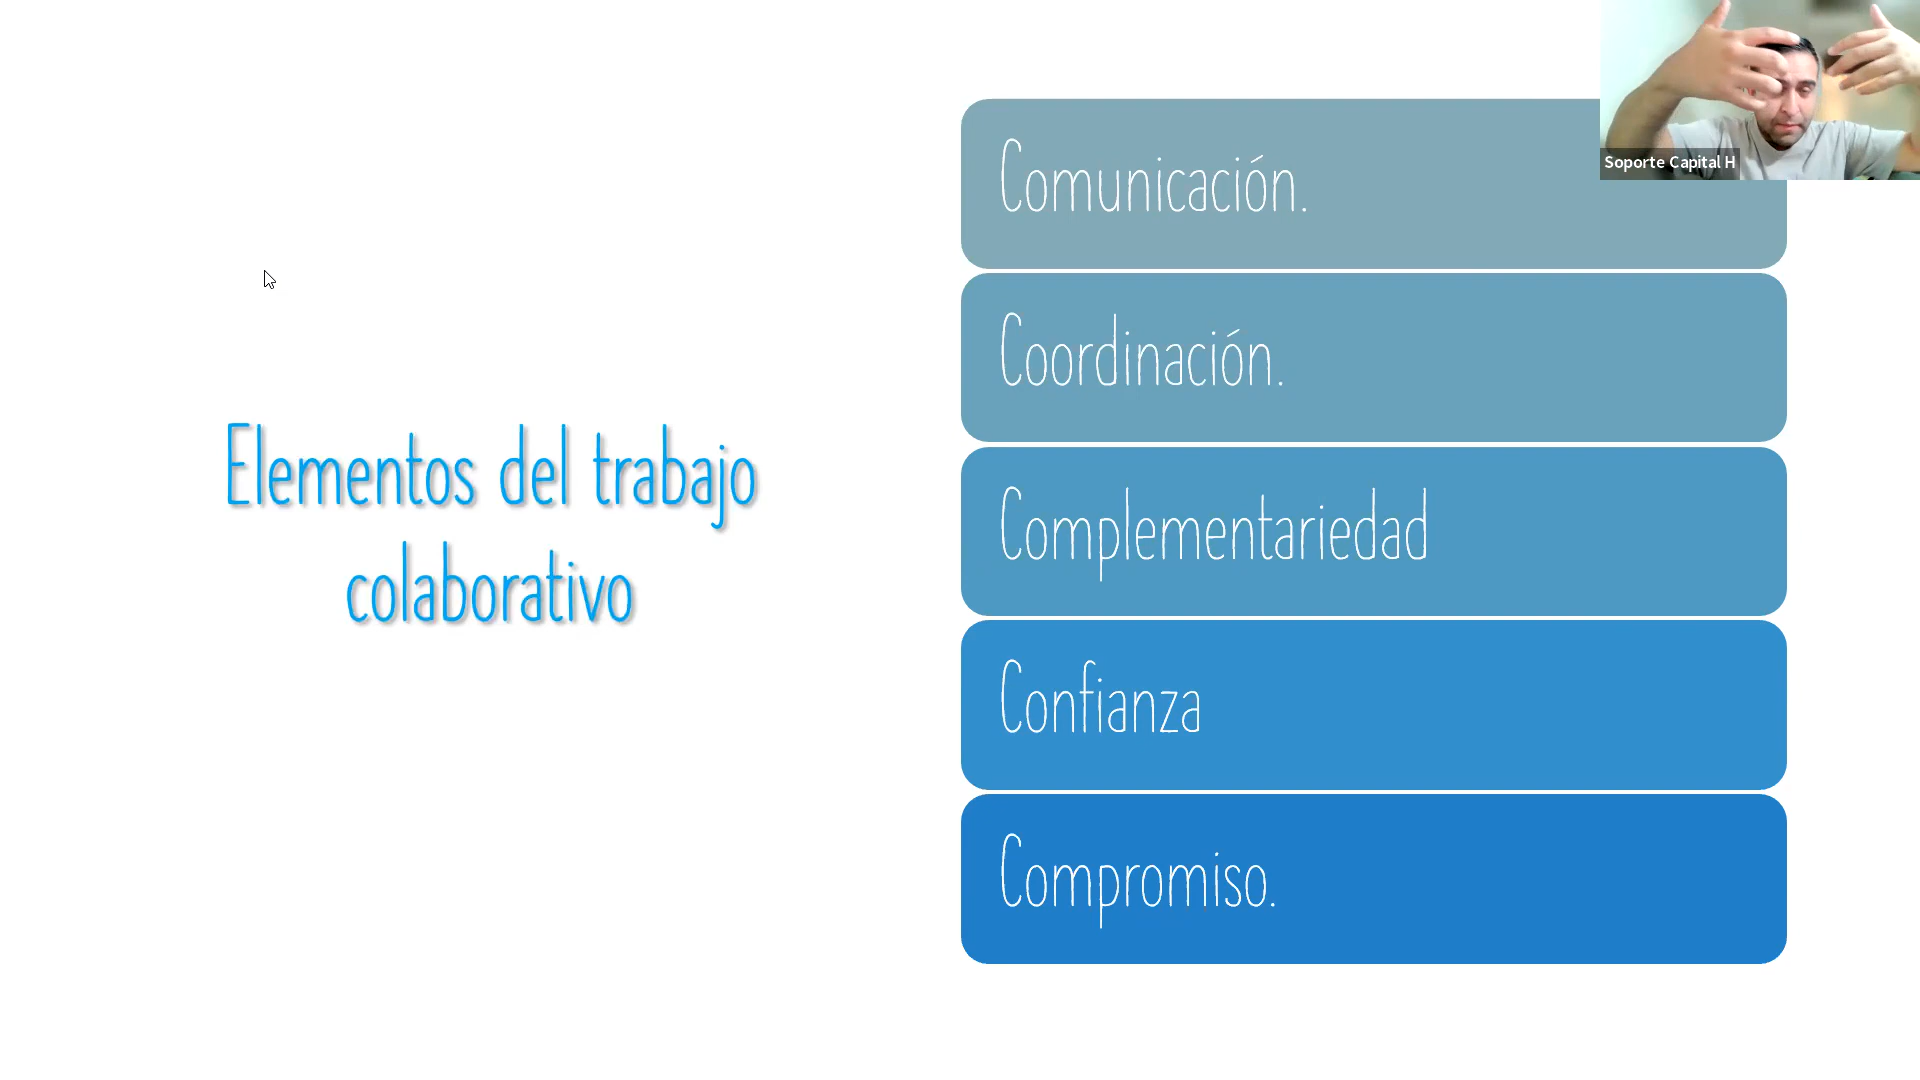 Elementos del trabajo
colaborativo
Comunicación.
Coordinación.
Complementariedad
Confianza
Compromiso.
Soporte Capital H